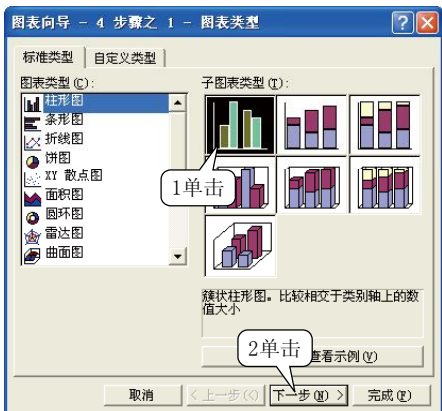 图表向导 - 4 步骤之 1 - 图表类型
标准类型 自定义类型
图表类型(C): 子图表类型(T):
柱形图
条形图
折线图
饼图
XY 散点图
面积图
圆环图
雷达图
曲面图
1单击
簇状柱形图。比较相交于类别轴上的数
值大小
2单击
查看示例(V)
取消 < 上一步(<) 下一步(N) > 完成(F)